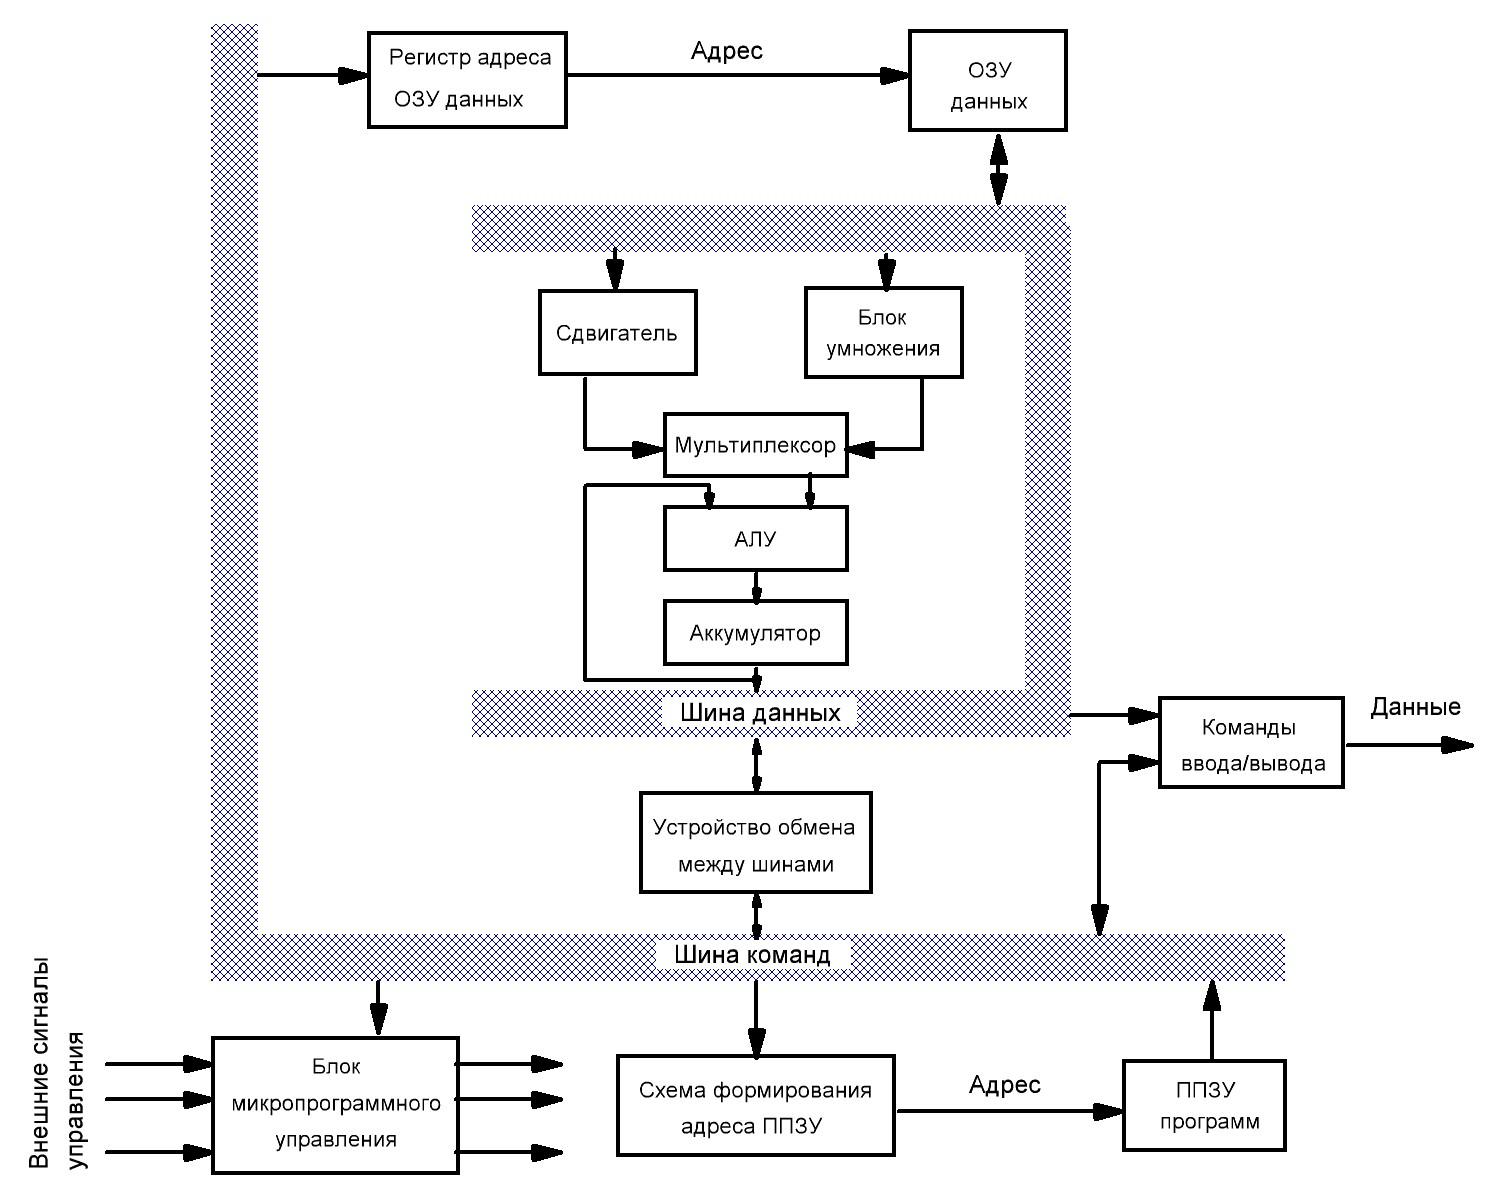 Регистр адреса
ОЗУ данных
Адрес
ОЗУ
данных
Сдвигатель
Блок
умножения
Мультиплексор
АЛУ
Аккумулятор
Шина данных
Команды
ввода/вывода
Данные
Устройство обмена
между шинами
Шина команд
Внешние сигналы
управления
Блок
микропрограммного
управления
Схема формирования
адреса ППЗУ
Адрес
ППЗУ
программ